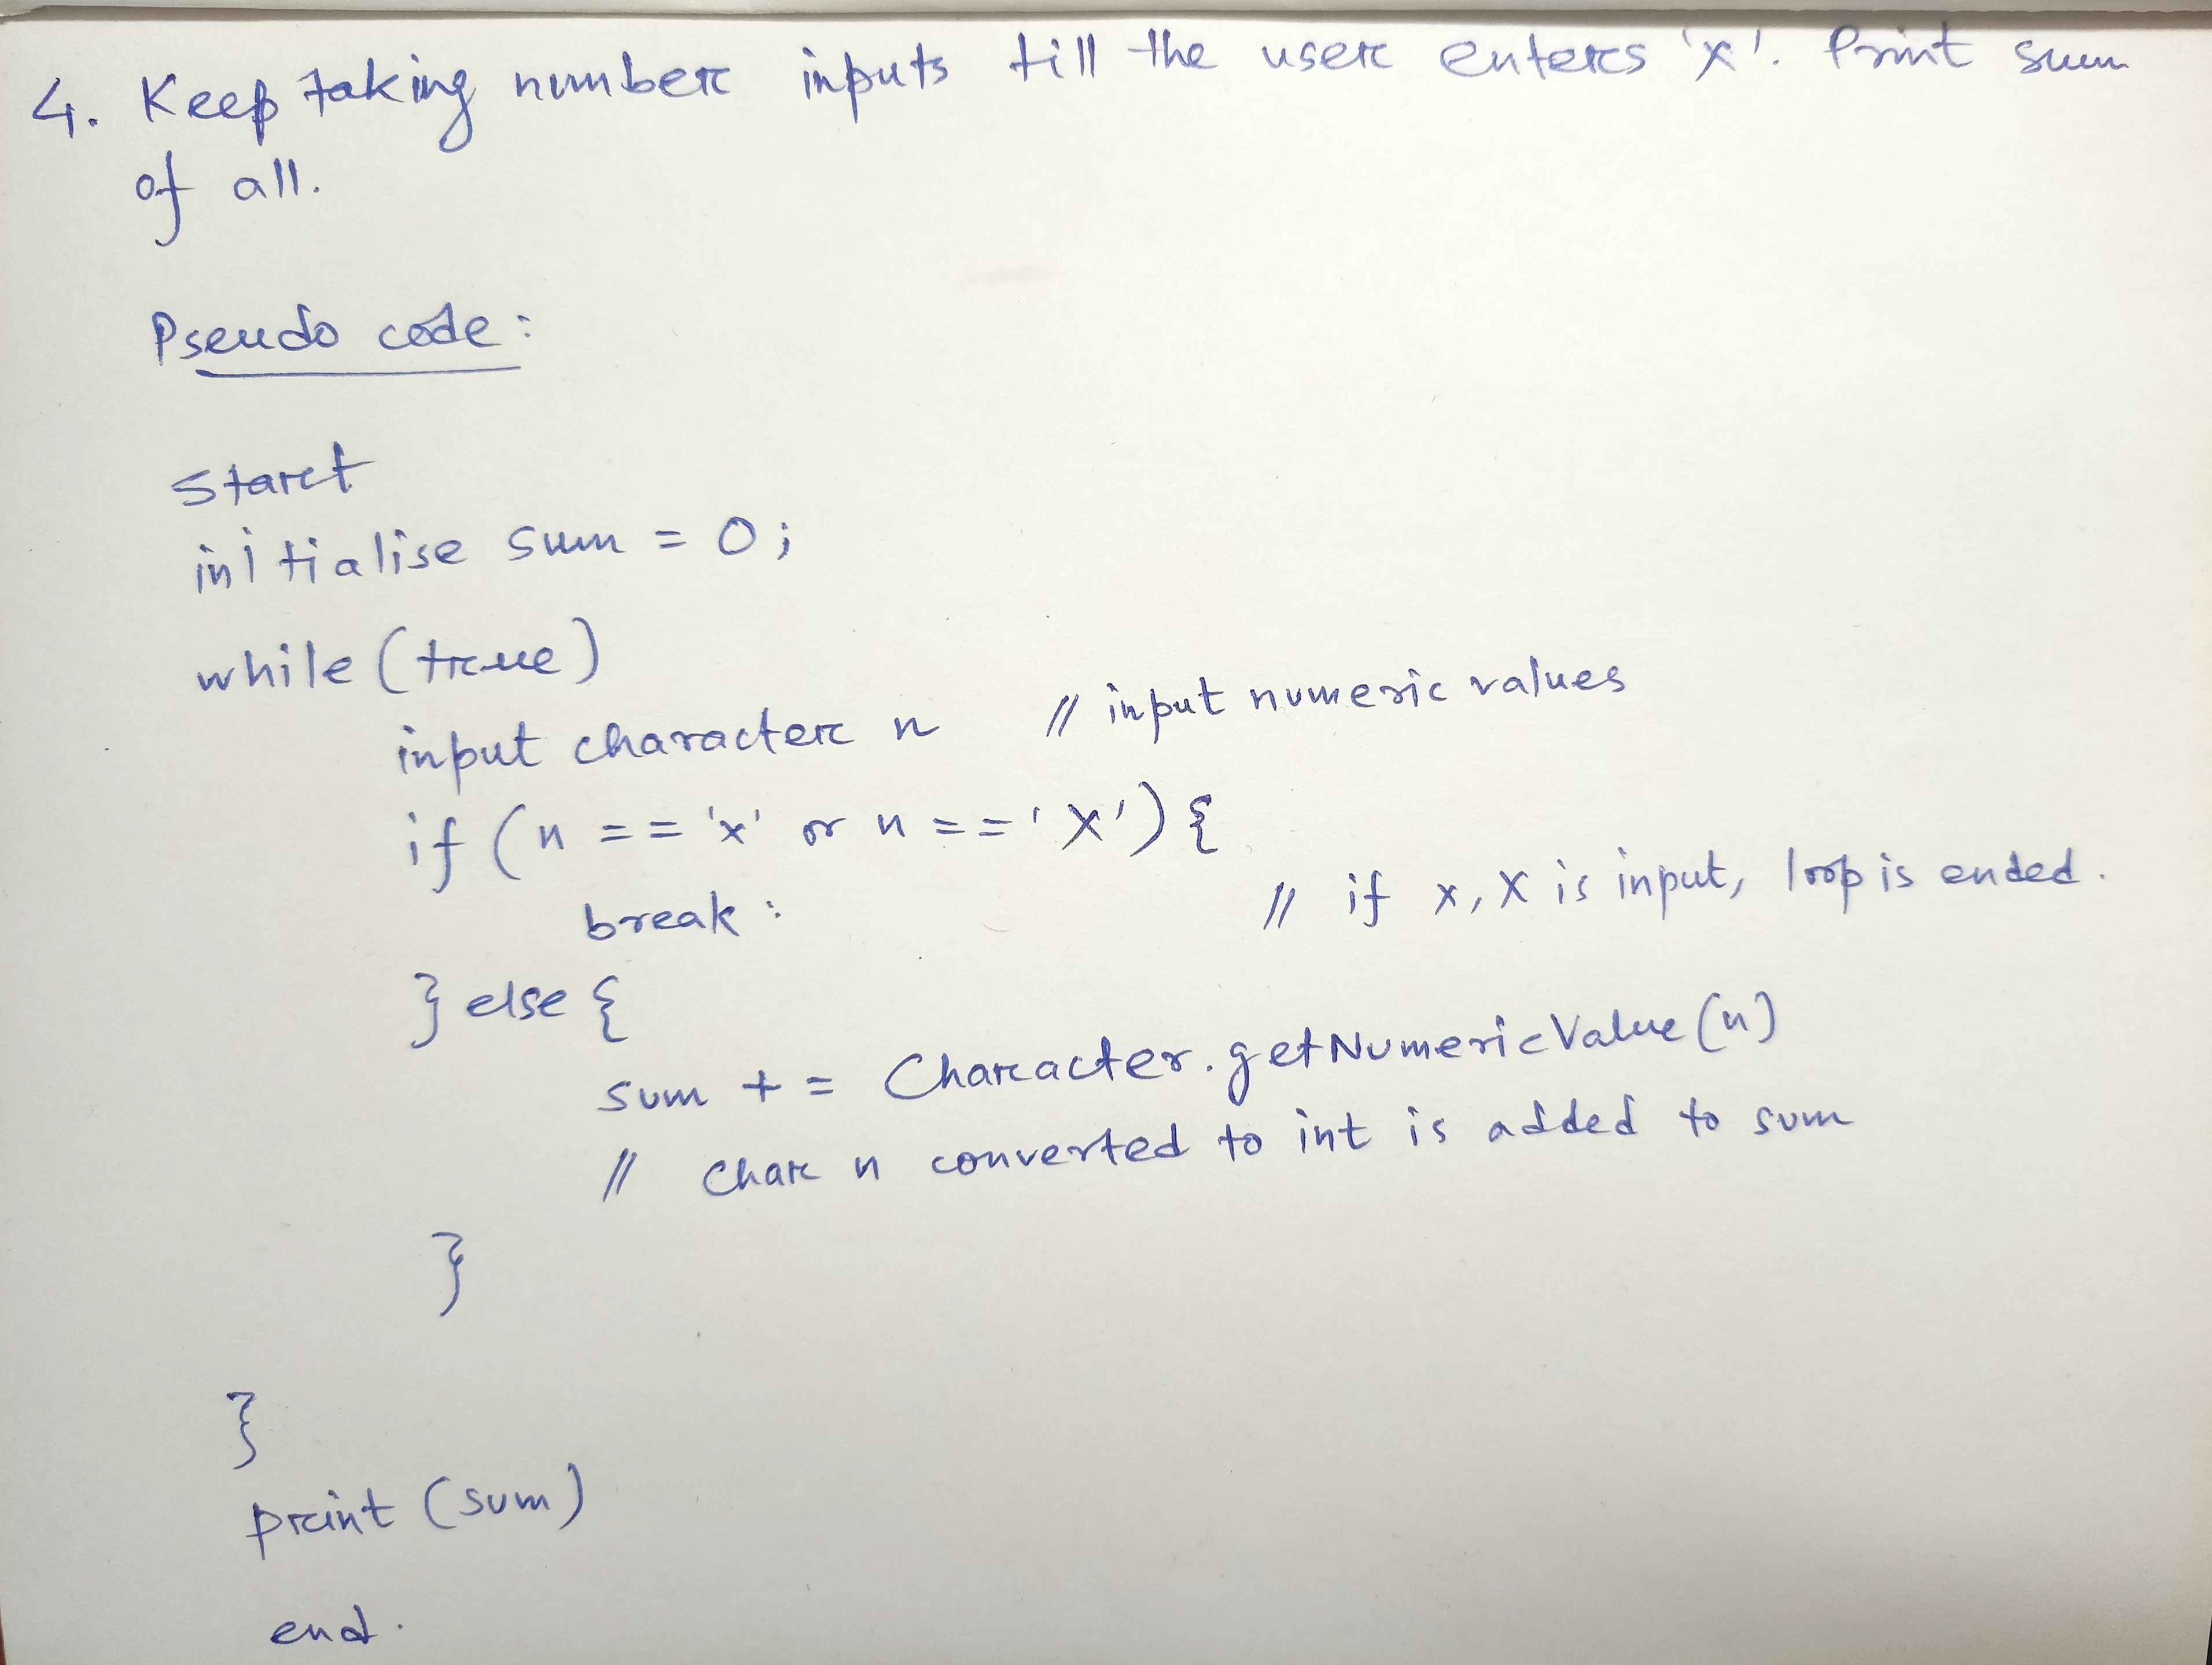 4. Keep taking number inputs till the user enters 'x'. Print sum
of all.
Pseudo code:
Start
initialise sum = 0;
while (true)
input character n // input numeric values
if (n == 'x' or n == 'X') {
break; // if x, X is input, loop is ended.
} else {
sum += Character.getNumericValue(n)
// Char n converted to int is added to sum
}
}
print (sum)
end.